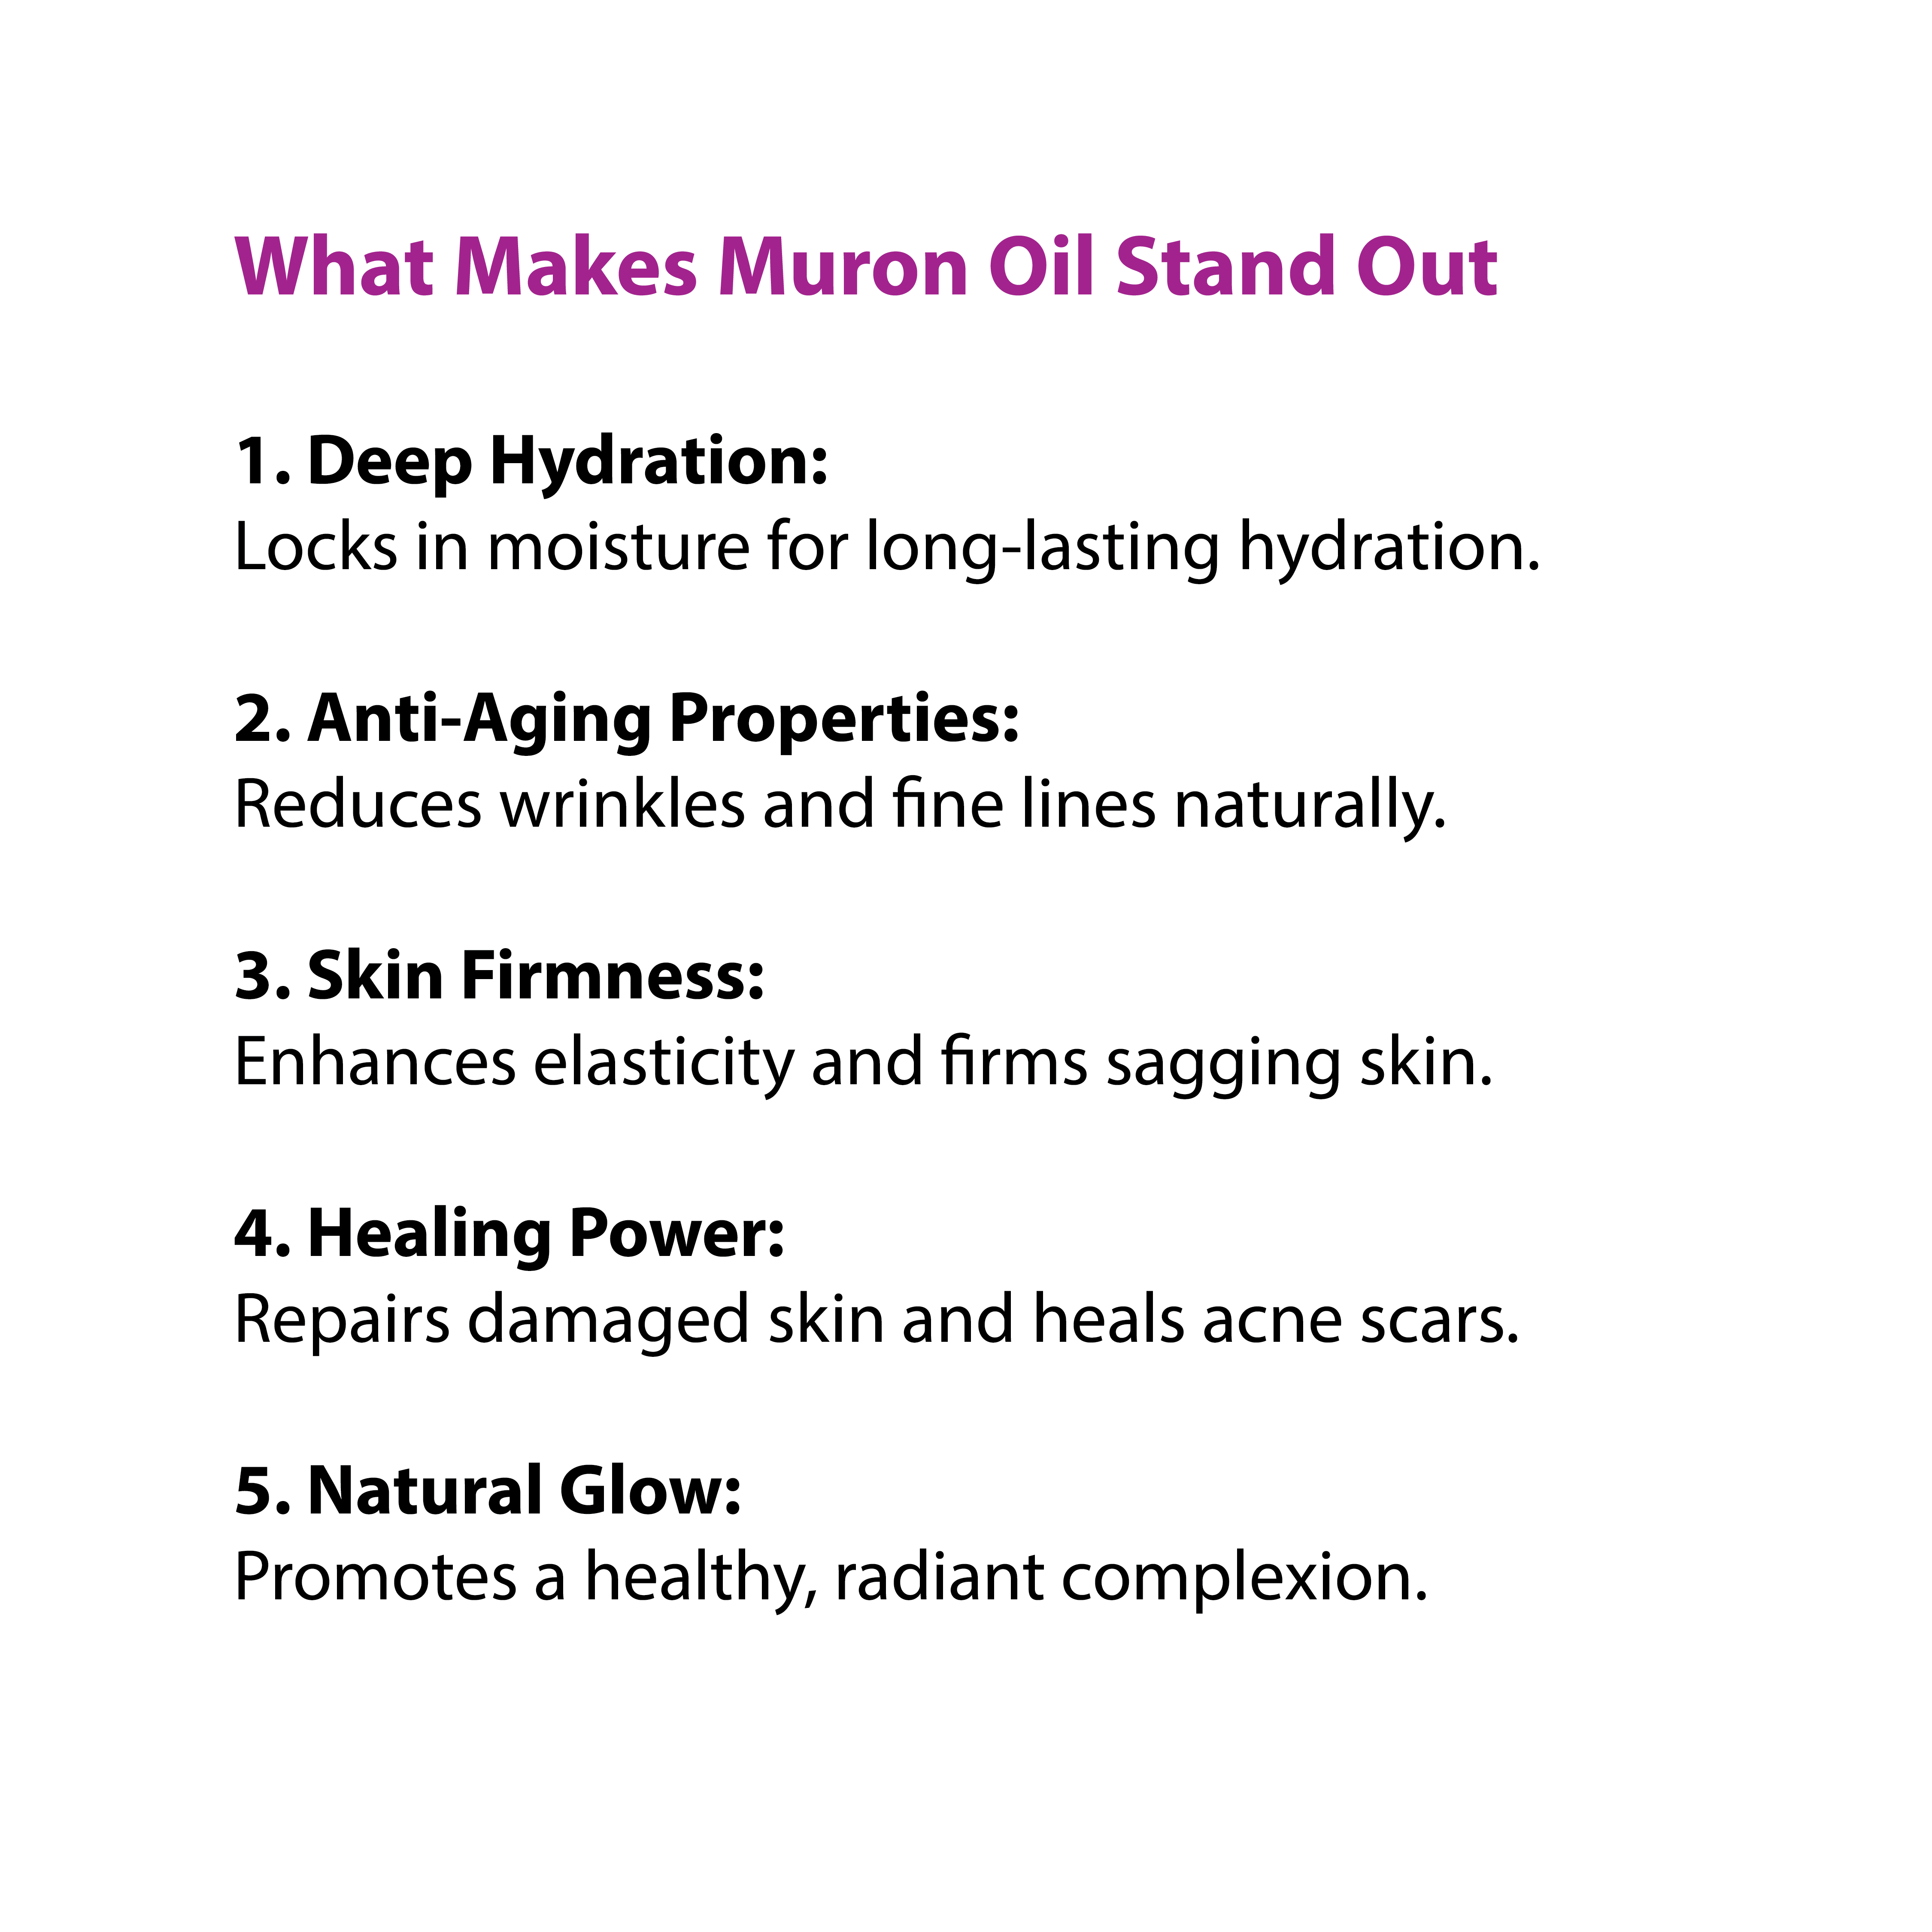 What Makes Muron Oil Stand Out
1. Deep Hydration:
Locks in moisture for long-lasting hydration.
2. Anti-Aging Properties:
Reduces wrinkles and fine lines naturally.
3. Skin Firmness:
Enhances elasticity and firms sagging skin.
4. Healing Power:
Repairs damaged skin and heals acne scars.
5. Natural Glow:
Promotes a healthy, radiant complexion.